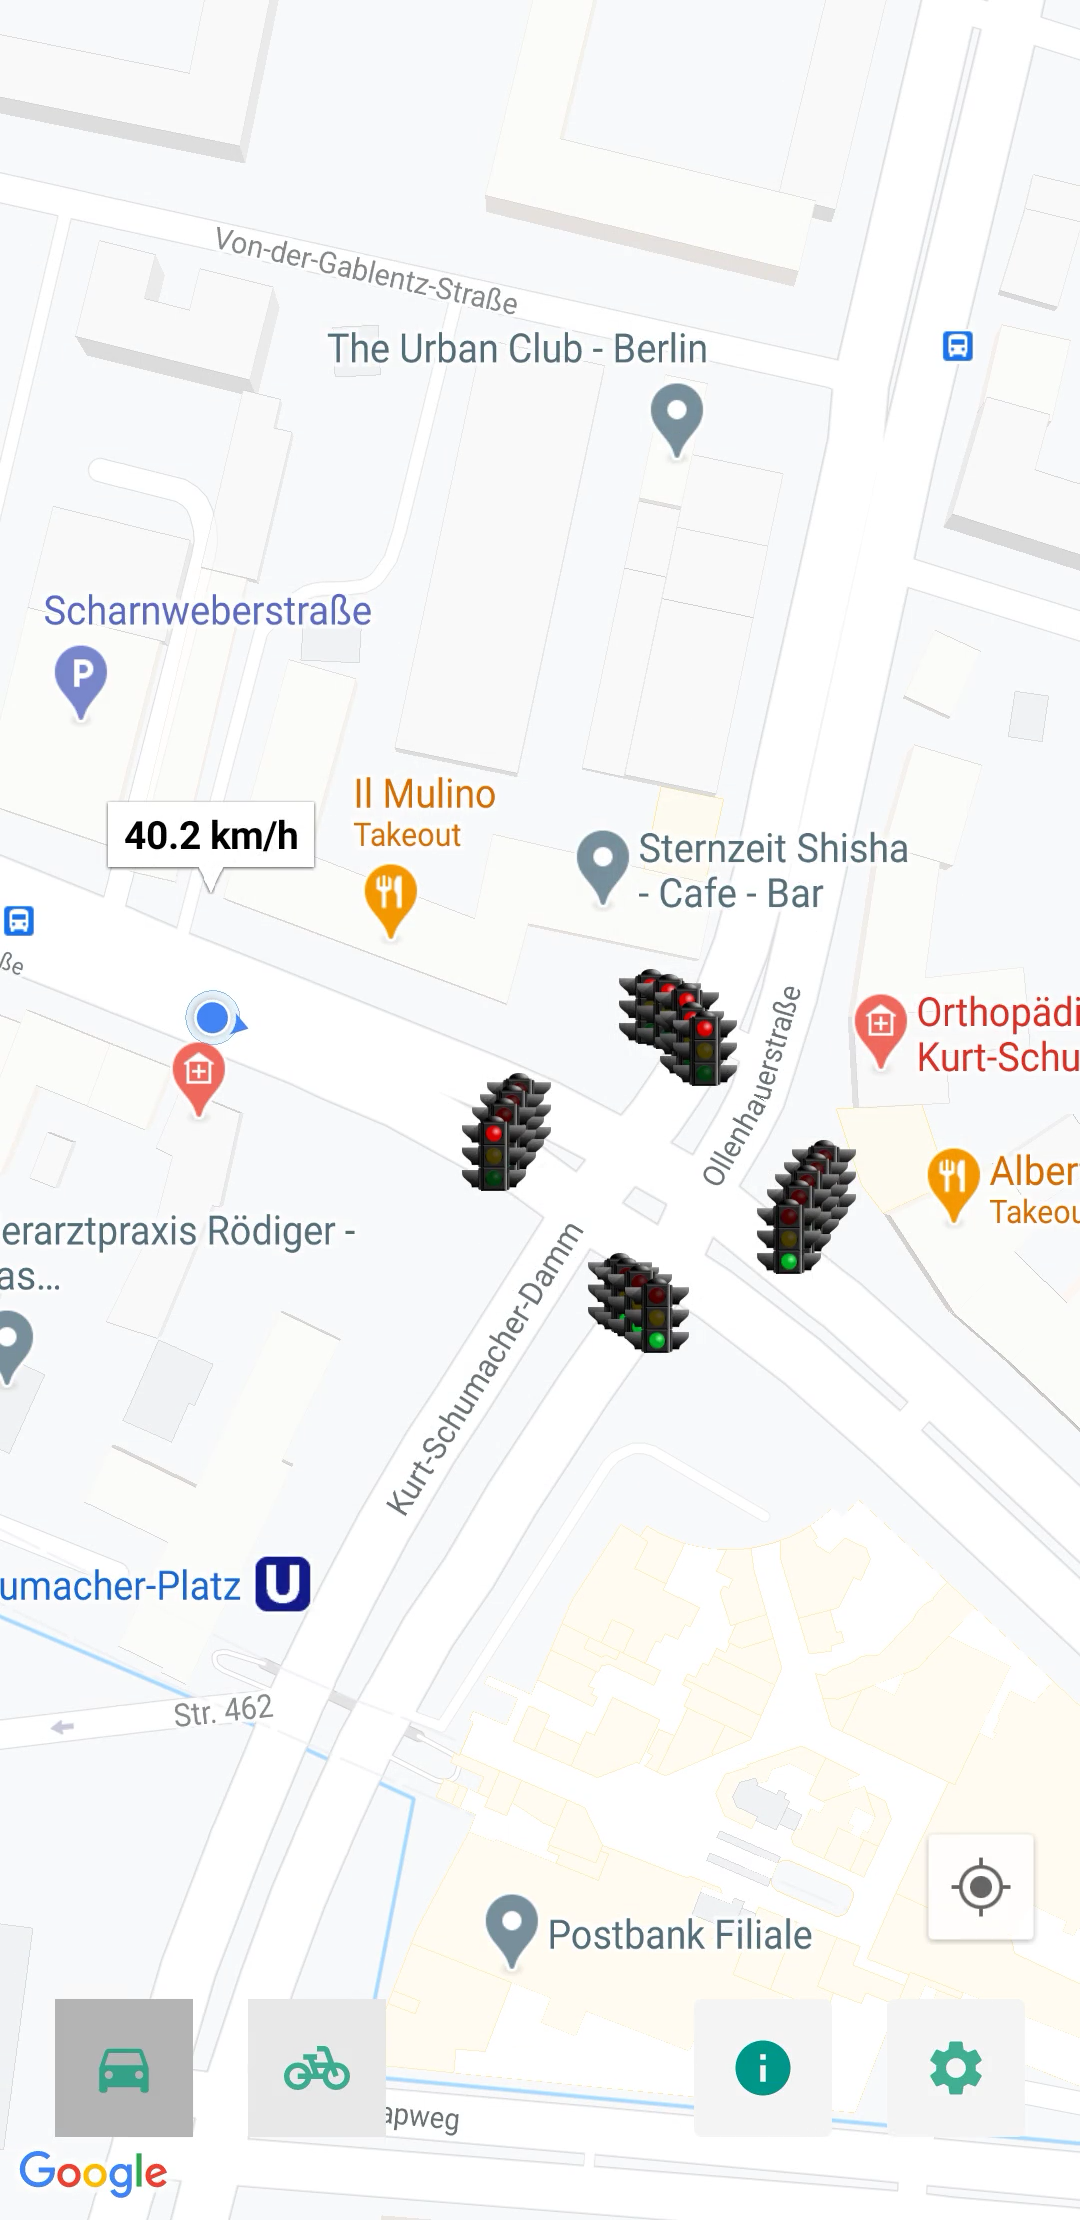 Von-der-Gablentz-Straße
The Urban Club - Berlin
Scharnweberstraße
P
Il Mulino
Takeout
40.2 km/h
Sternzeit Shisha
- Cafe - Bar
ße
Orthopädi
Kurt-Schu
Ollenhauerstraße
Alber
Takeou
erarztpraxis Rödiger -
as...
Kurt-Schumacher-Damm
umacher-Platz U
Str. 462
Postbank Filiale
i
apweg
Google